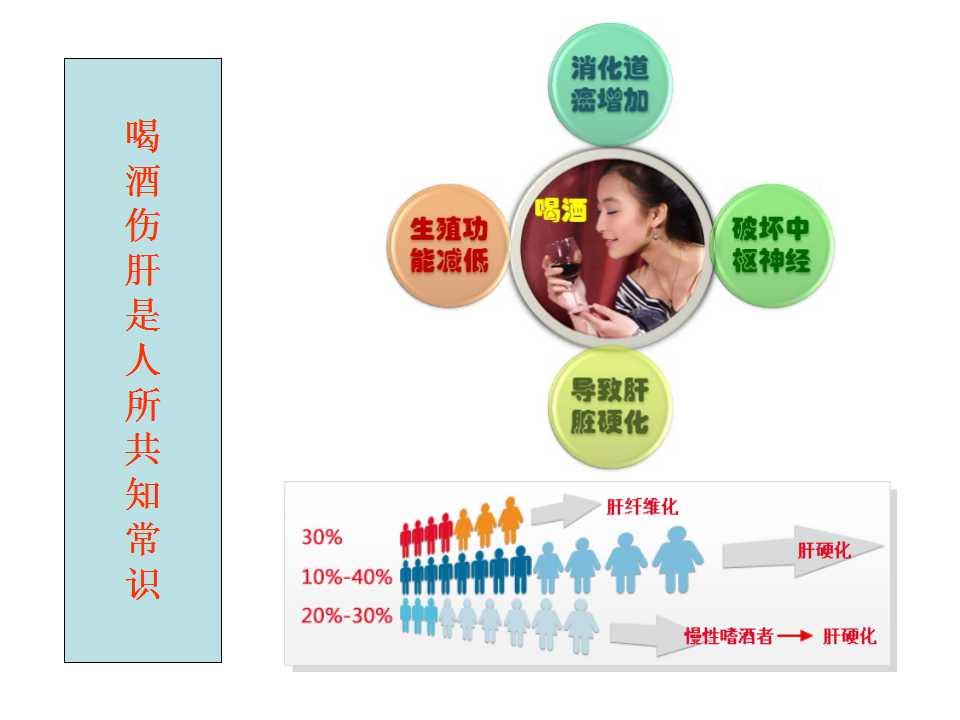 喝酒伤肝是人所共知常识
消化道
癌增加
喝酒
生殖功
能减低
破坏中
枢神经
导致肝
脏硬化
30%
肝纤维化
10%-40%
肝硬化
20%-30%
慢性嗜酒者
肝硬化